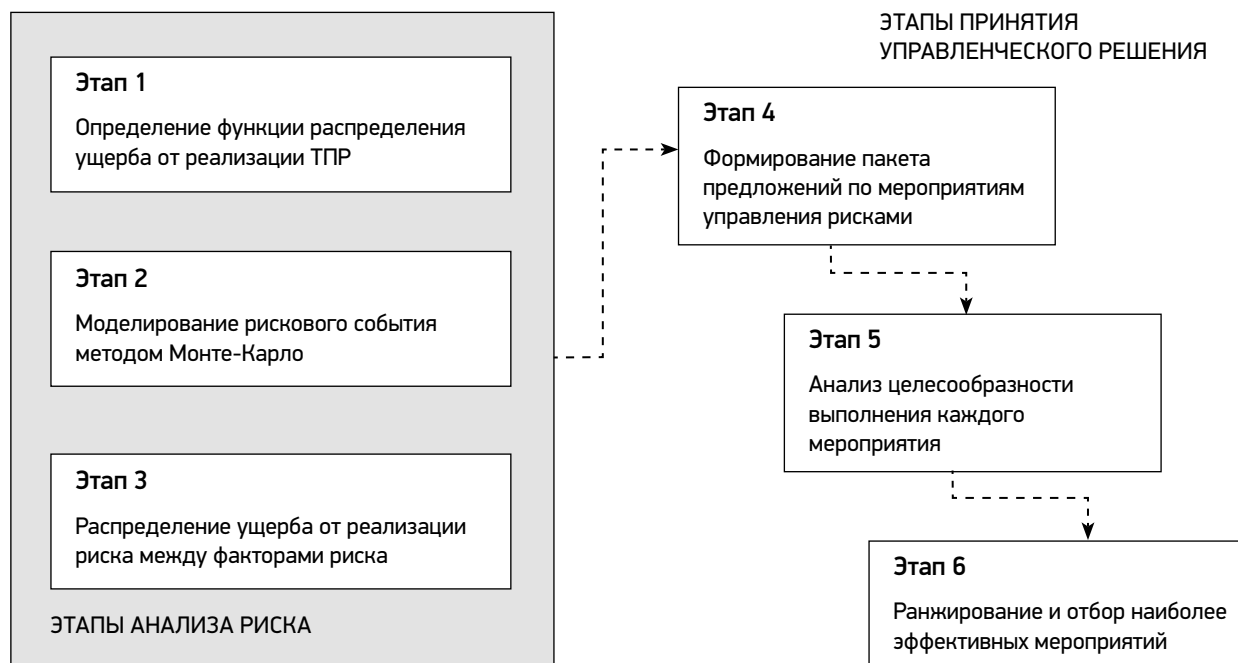 Этап 1
Определение функции распределения
ущерба от реализации ТПР
Этап 2
Моделирование рискового события
методом Монте-Карло
Этап 3
Распределение ущерба от реализации
риска между факторами риска
ЭТАПЫ АНАЛИЗА РИСКА
ЭТАПЫ ПРИНЯТИЯ
УПРАВЛЕНЧЕСКОГО РЕШЕНИЯ
Этап 4
Формирование пакета
предложений по мероприятиям
управления рисками
Этап 5
Анализ целесообразности
выполнения каждого
мероприятия
Этап 6
Ранжирование и отбор наиболее
эффективных мероприятий